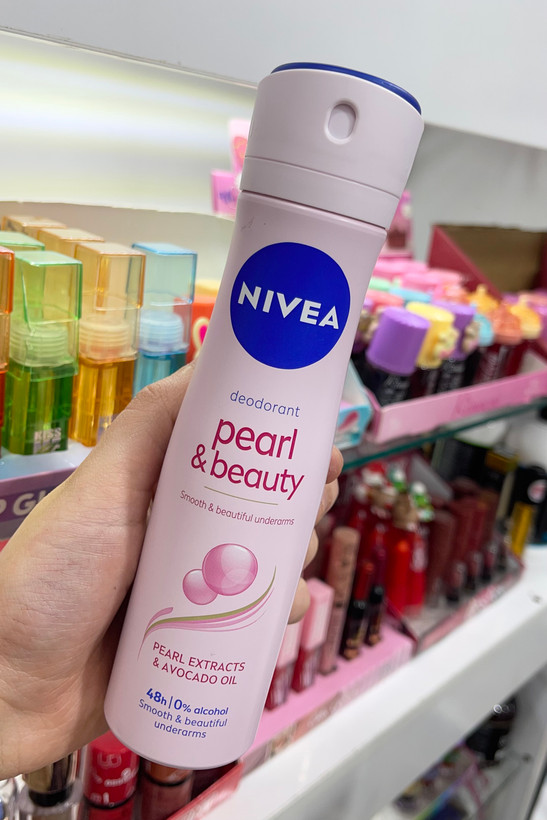 NIVEA
deodorant
pearl
& beauty
Smooth & beautiful underarms
PEARL EXTRACTS
& AVOCADO OIL
48h | 0% alcohol
Smooth & beautiful
underarms